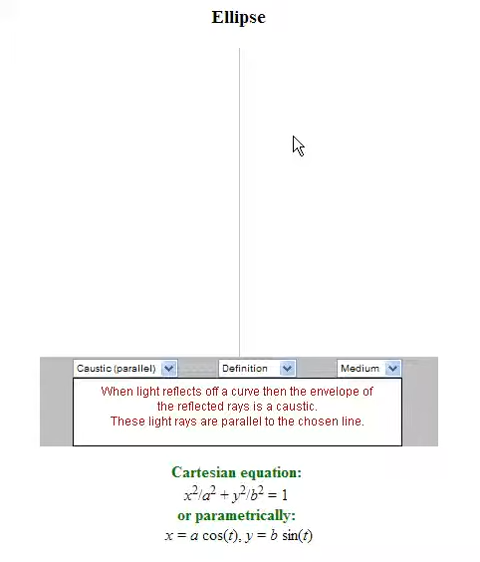 Ellipse
Caustic (parallel) Definition Medium
When light reflects off a curve then the envelope of
the reflected rays is a caustic.
These light rays are parallel to the chosen line.
Cartesian equation:
x²/a² + y²/b² = 1
or parametrically:
x = a cos(t), y = b sin(t)